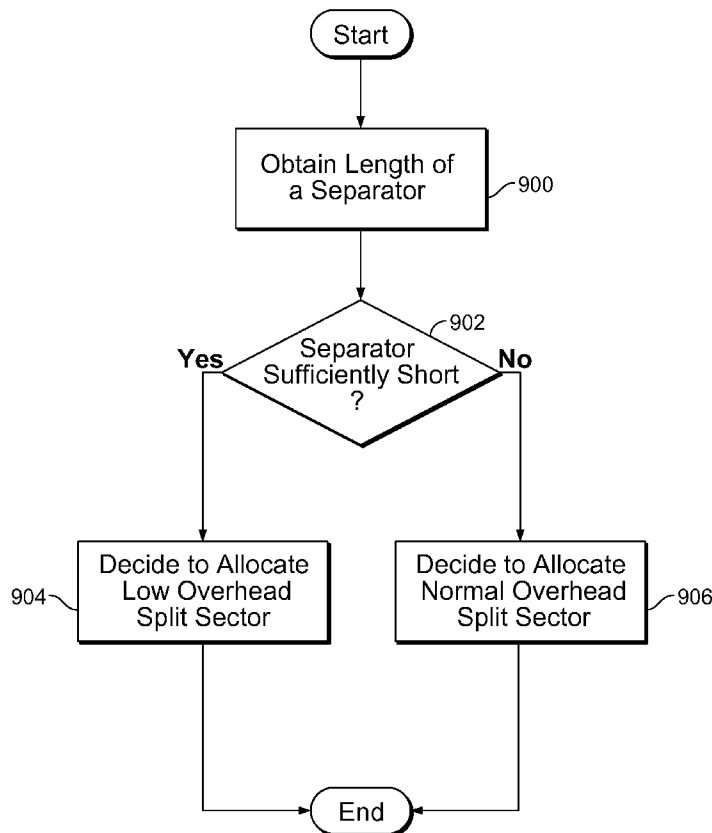 Start
Obtain Length of
a Separator
900
902
Yes
Separator
Sufficiently Short
?
No
904
Decide to Allocate
Low Overhead
Split Sector
Decide to Allocate
Normal Overhead
Split Sector
906
End